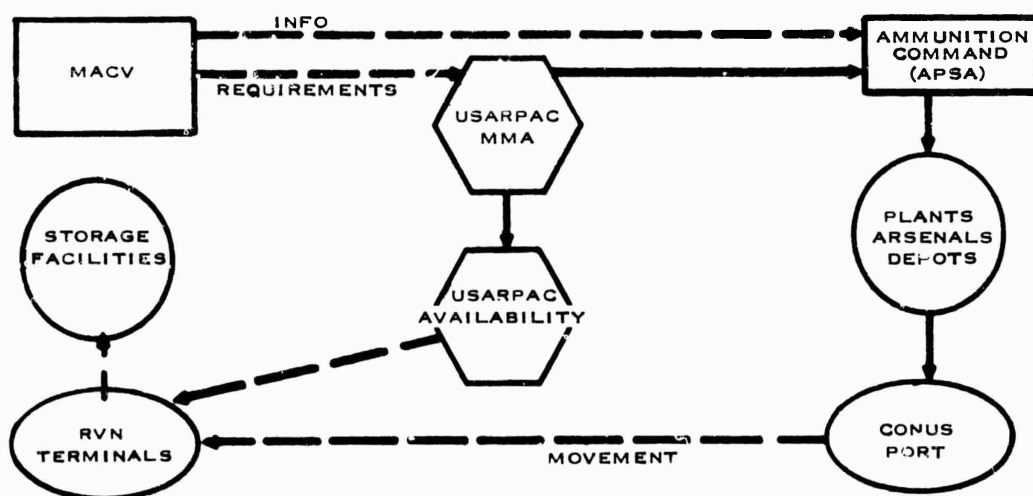 INFO
MACV
REQUIREMENTS
AMMUNITION
COMMAND
(APSA)
USARPAC
MMA
STORAGE
FACILITIES
PLANTS
ARSENALS
DEPOTS
USARPAC
AVAILABILITY
RVN
TERMINALS
MOVEMENT
CONUS
PORT